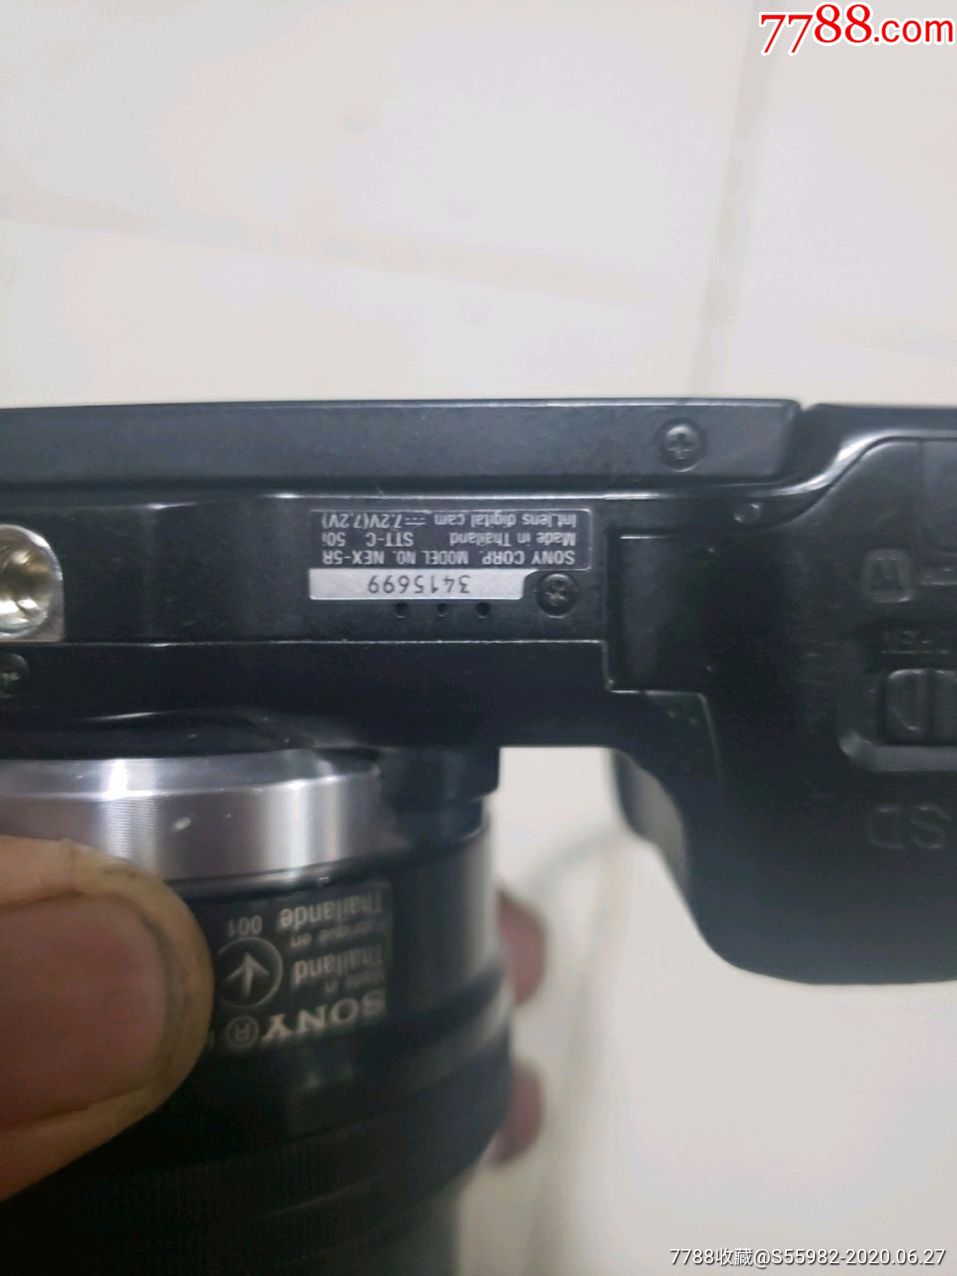 7788.com
SONY CORP. MODEL NO. NEX-5R
Made in Thailand STT-C 50i
Int.lens digital cam ⎓7.2V(7.2V)
3415699
SD
SONY®
Made in
Thailand
Fabriqué en
Thaïlande 001
7788收藏@S55982-2020.06.27